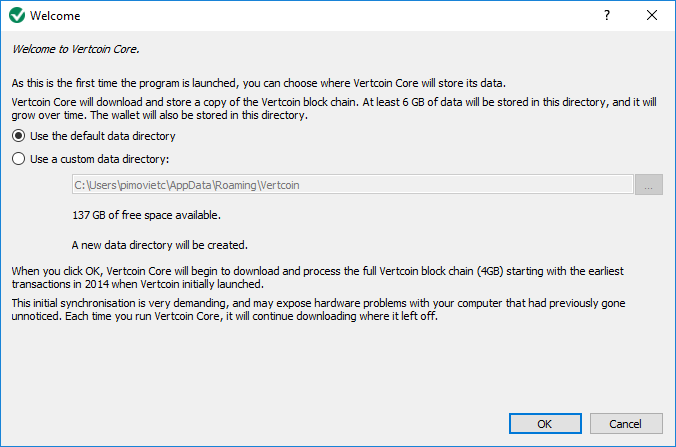 Welcome
?
Welcome to Vertcoin Core.
As this is the first time the program is launched, you can choose where Vertcoin Core will store its data.
Vertcoin Core will download and store a copy of the Vertcoin block chain. At least 6 GB of data will be stored in this directory, and it will
grow over time. The wallet will also be stored in this directory.
Use the default data directory
Use a custom data directory:
C:\Users\pimovietc\AppData\Roaming\Vertcoin
...
137 GB of free space available.
A new data directory will be created.
When you click OK, Vertcoin Core will begin to download and process the full Vertcoin block chain (4GB) starting with the earliest
transactions in 2014 when Vertcoin initially launched.
This initial synchronisation is very demanding, and may expose hardware problems with your computer that had previously gone
unnoticed. Each time you run Vertcoin Core, it will continue downloading where it left off.
OK
Cancel